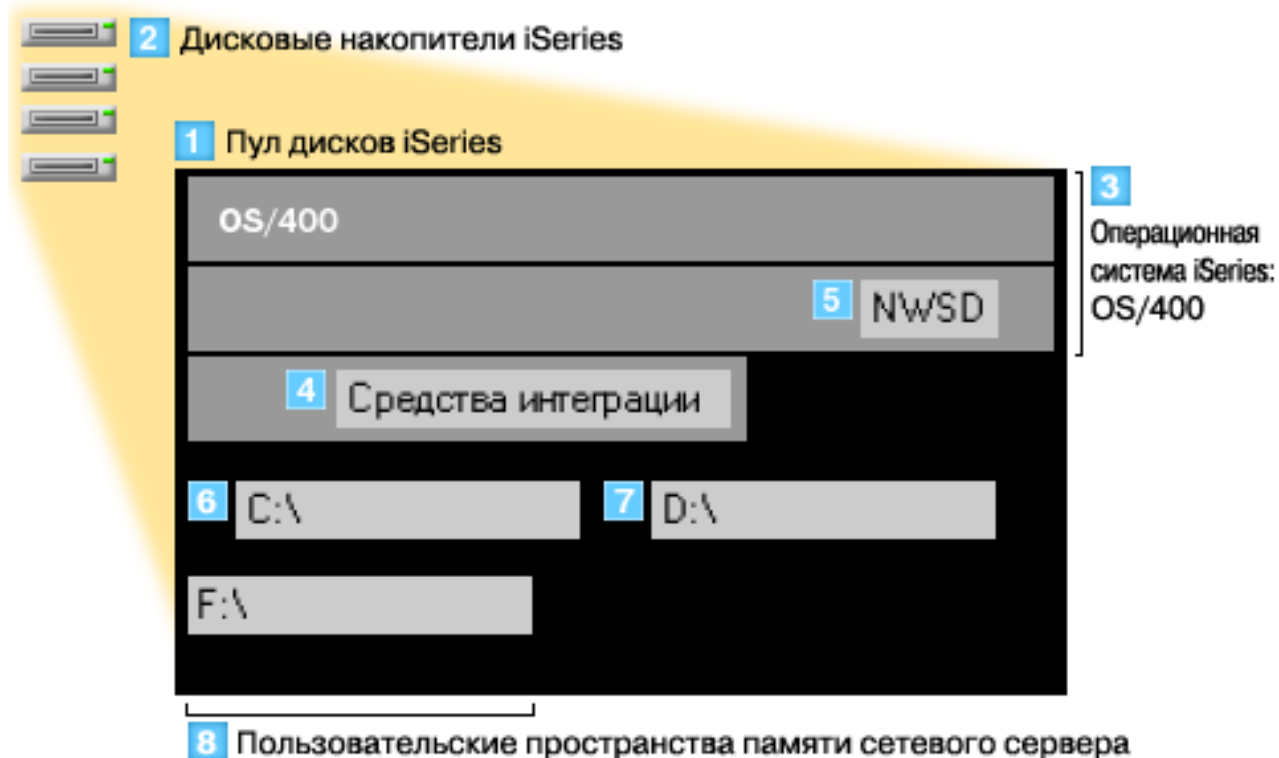 2 Дисковые накопители iSeries
1 Пул дисков iSeries
OS/400
3
Операционная
система iSeries:
OS/400
5 NWSD
4 Средства интеграции
6 C:\
7 D:\
F:\
8 Пользовательские пространства памяти сетевого сервера